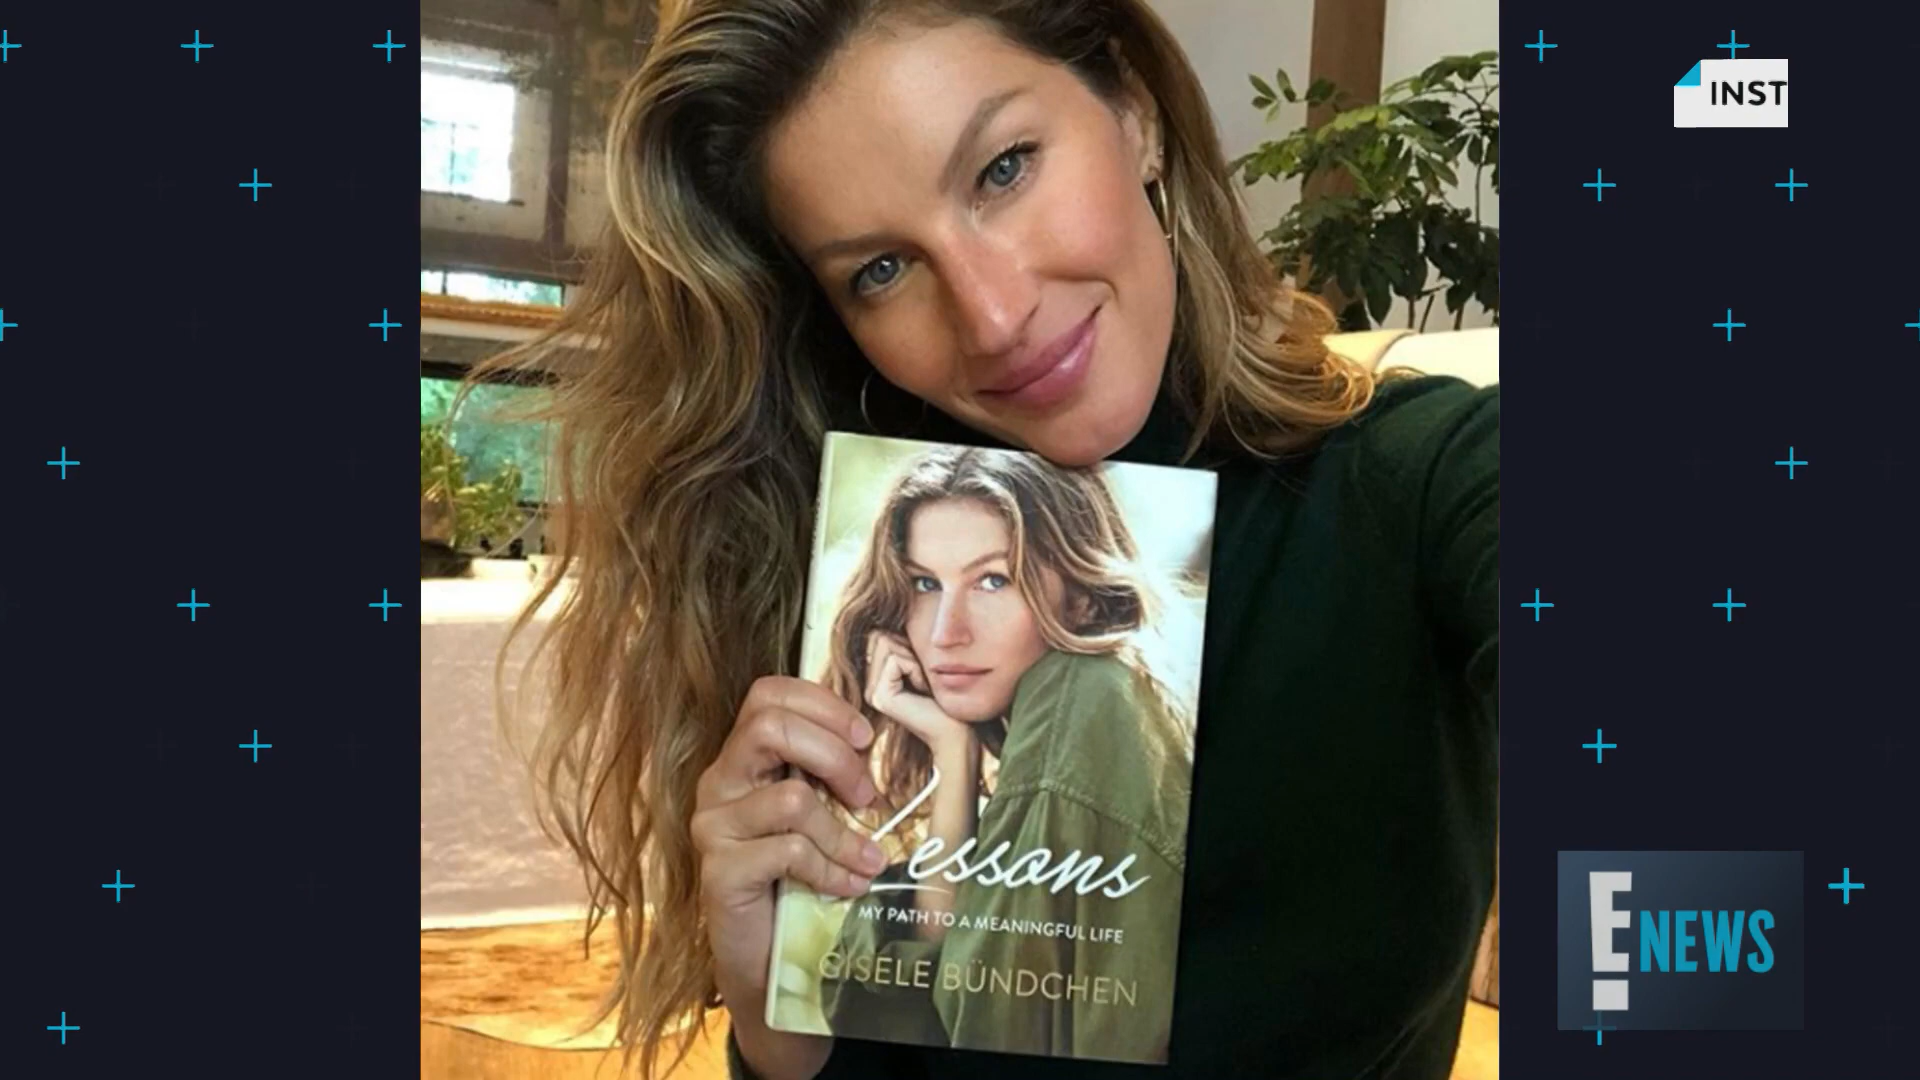 INST
Lessons
MY PATH TO A MEANINGFUL LIFE
GISELE BÜNDCHEN
E! NEWS